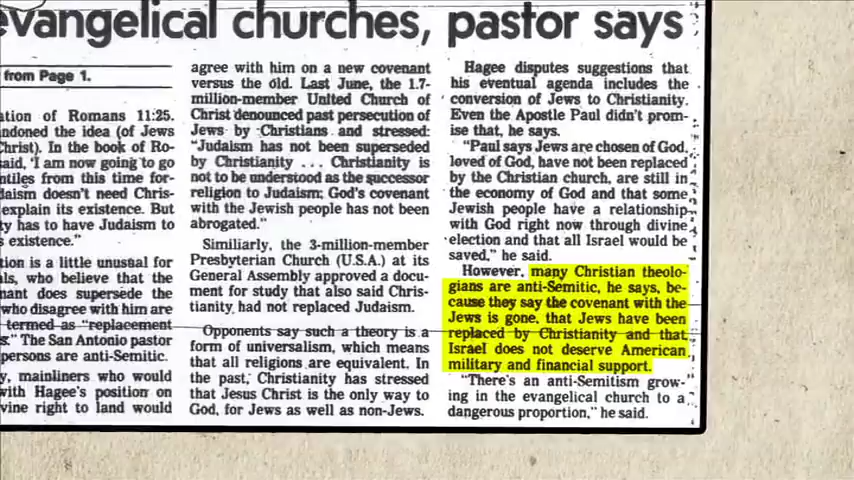 vangelical churches, pastor says
from Page 1.
tion of Romans 11:25.
ndoned the idea (of Jews
hrist). In the book of Ro-
aid, 'I am now going to go
ntiles from this time for-
daism doesn't need Chris-
explain its existence. But
ty has to have Judaism to
s existence."
tion is a little unusual for
ls, who believe that the
nant does supersede the
who disagree with him are
termed as "replacement
s." The San Antonio pastor
persons are anti-Semitic.
y, mainliners who would
with Hagee's position on
vine right to land would
agree with him on a new covenant
versus the old. Last June, the 1.7-
million-member United Church of
Christ denounced past persecution of
Jews by Christians and stressed:
"Judaism has not been superseded
by Christianity ... Christianity is
not to be understood as the successor
religion to Judaism; God's covenant
with the Jewish people has not been
abrogated."
Similiarly, the 3-million-member
Presbyterian Church (U.S.A.) at its
General Assembly approved a docu-
ment for study that also said Chris-
tianity had not replaced Judaism.
Opponents say such a theory is a
form of universalism, which means
that all religions are equivalent. In
the past, Christianity has stressed
that Jesus Christ is the only way to
God, for Jews as well as non-Jews.
Hagee disputes suggestions that
his eventual agenda includes the
conversion of Jews to Christianity.
Even the Apostle Paul didn't prom-
ise that, he says.
"Paul says Jews are chosen of God,
loved of God, have not been replaced
by the Christian church, are still in
the economy of God and that some
Jewish people have a relationship
with God right now through divine
election and that all Israel would be
saved," he said.
However, many Christian theolo-
gians are anti-Semitic, he says, be-
cause they say the covenant with the
Jews is gone, that Jews have been
replaced by Christianity and that
Israel does not deserve American
military and financial support.
"There's an anti-Semitism grow-
ing in the evangelical church to a
dangerous proportion," he said.